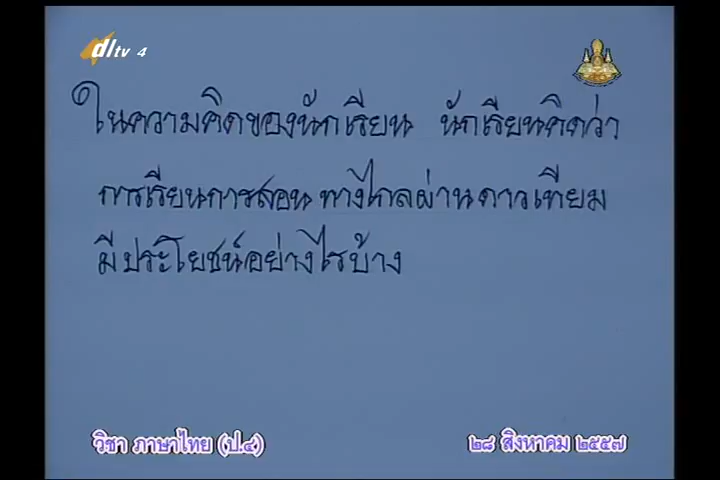 dltv 4
ในความคิดของนักเรียน นักเรียนคิดว่า
การเรียนการสอนทางไกลผ่านดาวเทียม
มีประโยชน์อย่างไรบ้าง
วิชา ภาษาไทย (ป.๔)
๒๘ สิงหาคม ๒๕๕๗